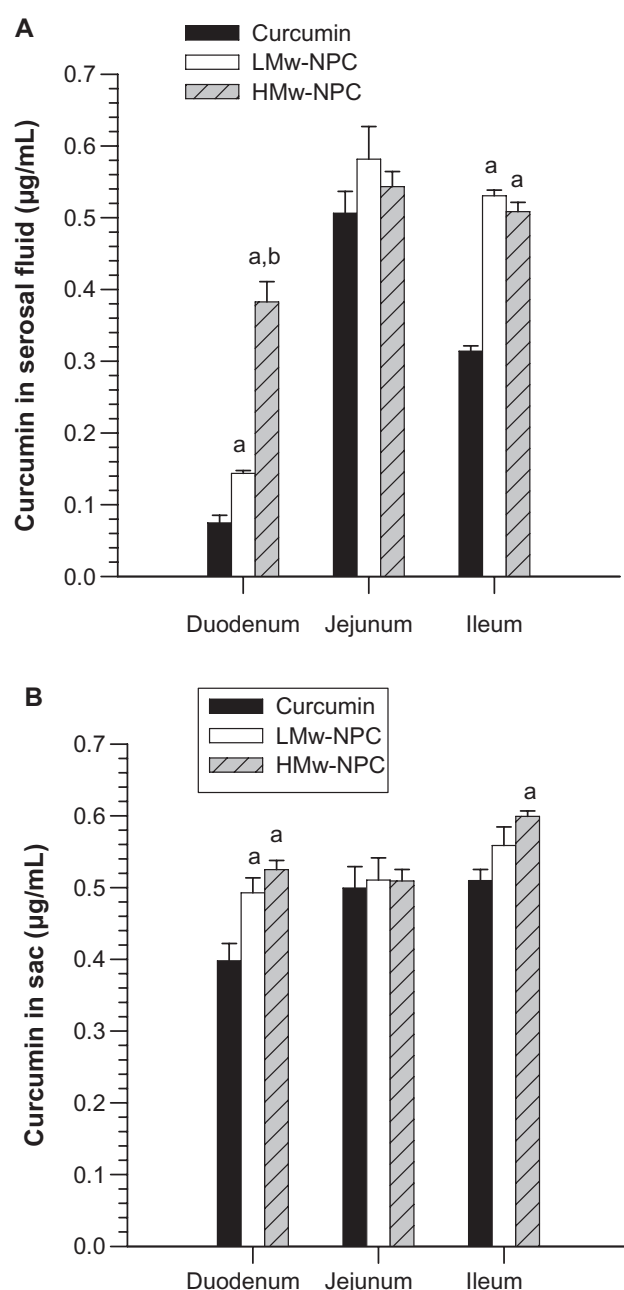 A
Curcumin
LMw-NPC
HMw-NPC
Curcumin in serosal fluid (µg/mL)
0.7
0.6
0.5
0.4
0.3
0.2
0.1
0.0
a
a,b
a
a
Duodenum Jejunum Ileum
B
Curcumin
LMw-NPC
HMw-NPC
Curcumin in sac (µg/mL)
0.7
0.6
0.5
0.4
0.3
0.2
0.1
0.0
a
a
a
Duodenum Jejunum Ileum